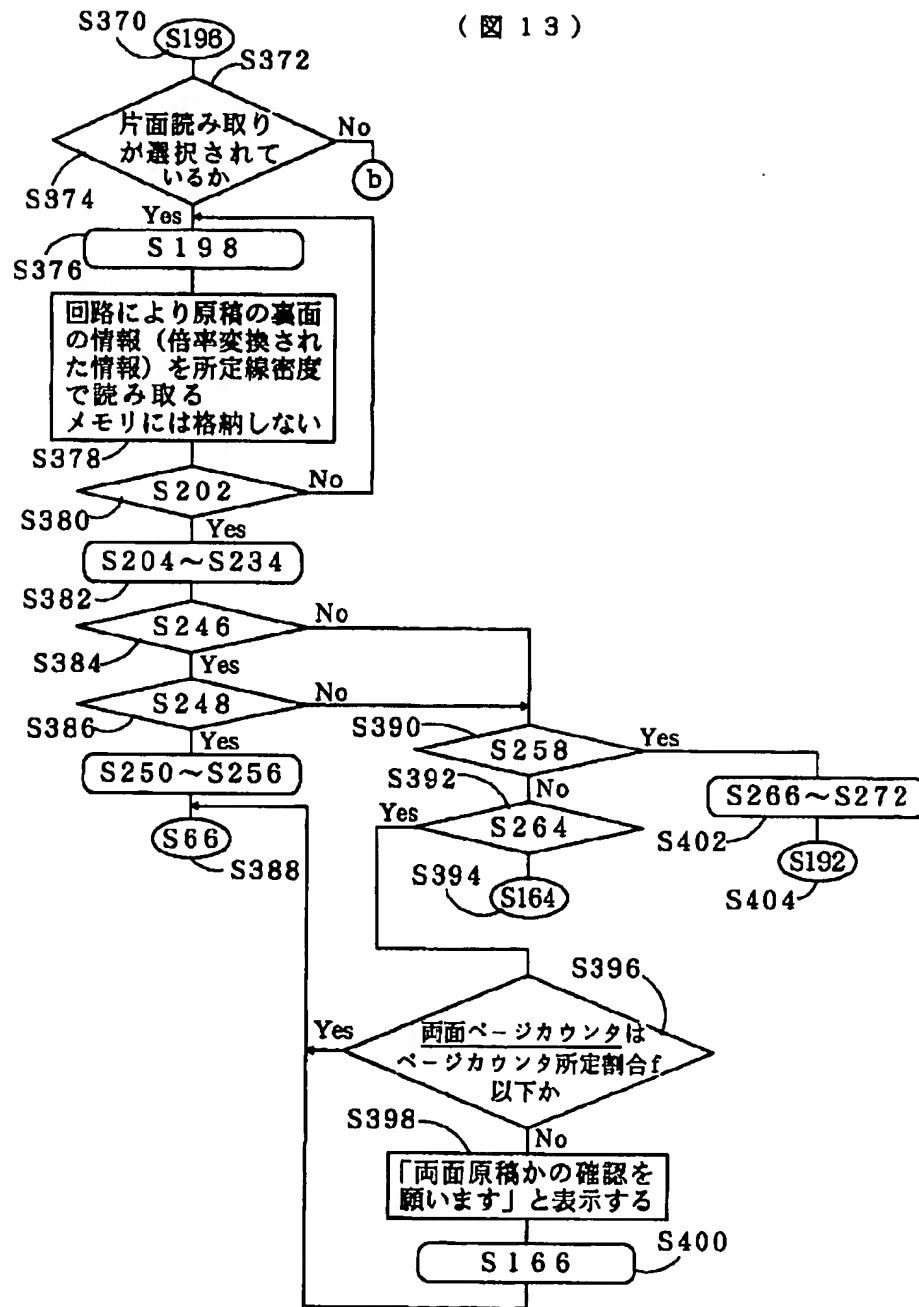 (図13)
S370
S196
S372
片面読み取り
が選択されて
いるか
No
b
S374
Yes
S198
S376
回路により原稿の裏面
の情報(倍率変換され
た情報)を所定線密度
で読み取る
メモリには格納しない
S378
S202
No
S380
Yes
S204～S234
S382
S246
No
S384
Yes
S248
No
S386
Yes
S250～S256
S66
S388
S390
S258
Yes
S392
No
S266～S272
Yes
S264
S402
S192
S394
S164
S404
S396
両面ページカウンタは
Yes
ページカウンタ所定割合f
以下か
S398
No
「両面原稿かの確認を
願います」と表示する
S400
S166